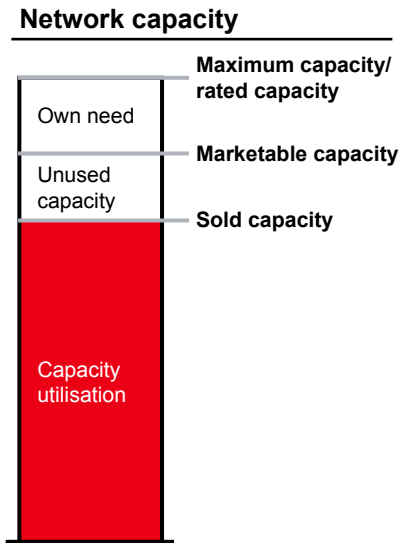 Network capacity
Maximum capacity/
rated capacity
Own need
Marketable capacity
Unused
capacity
Sold capacity
Capacity
utilisation